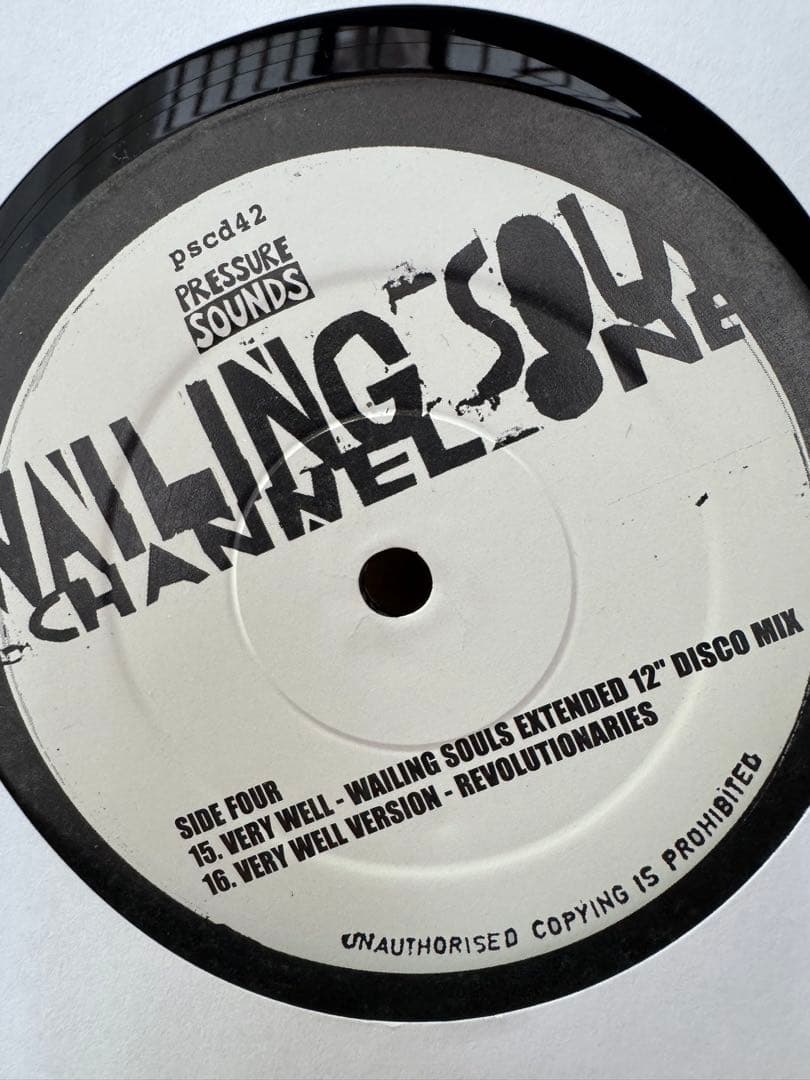 pscd42
PRESSURE
SOUNDS
WAILING SOUL
CHANNEL ONE
SIDE FOUR
15. VERY WELL - WAILING SOULS EXTENDED 12" DISCO MIX
16. VERY WELL VERSION - REVOLUTIONARIES
UNAUTHORISED COPYING IS PROHIBITED